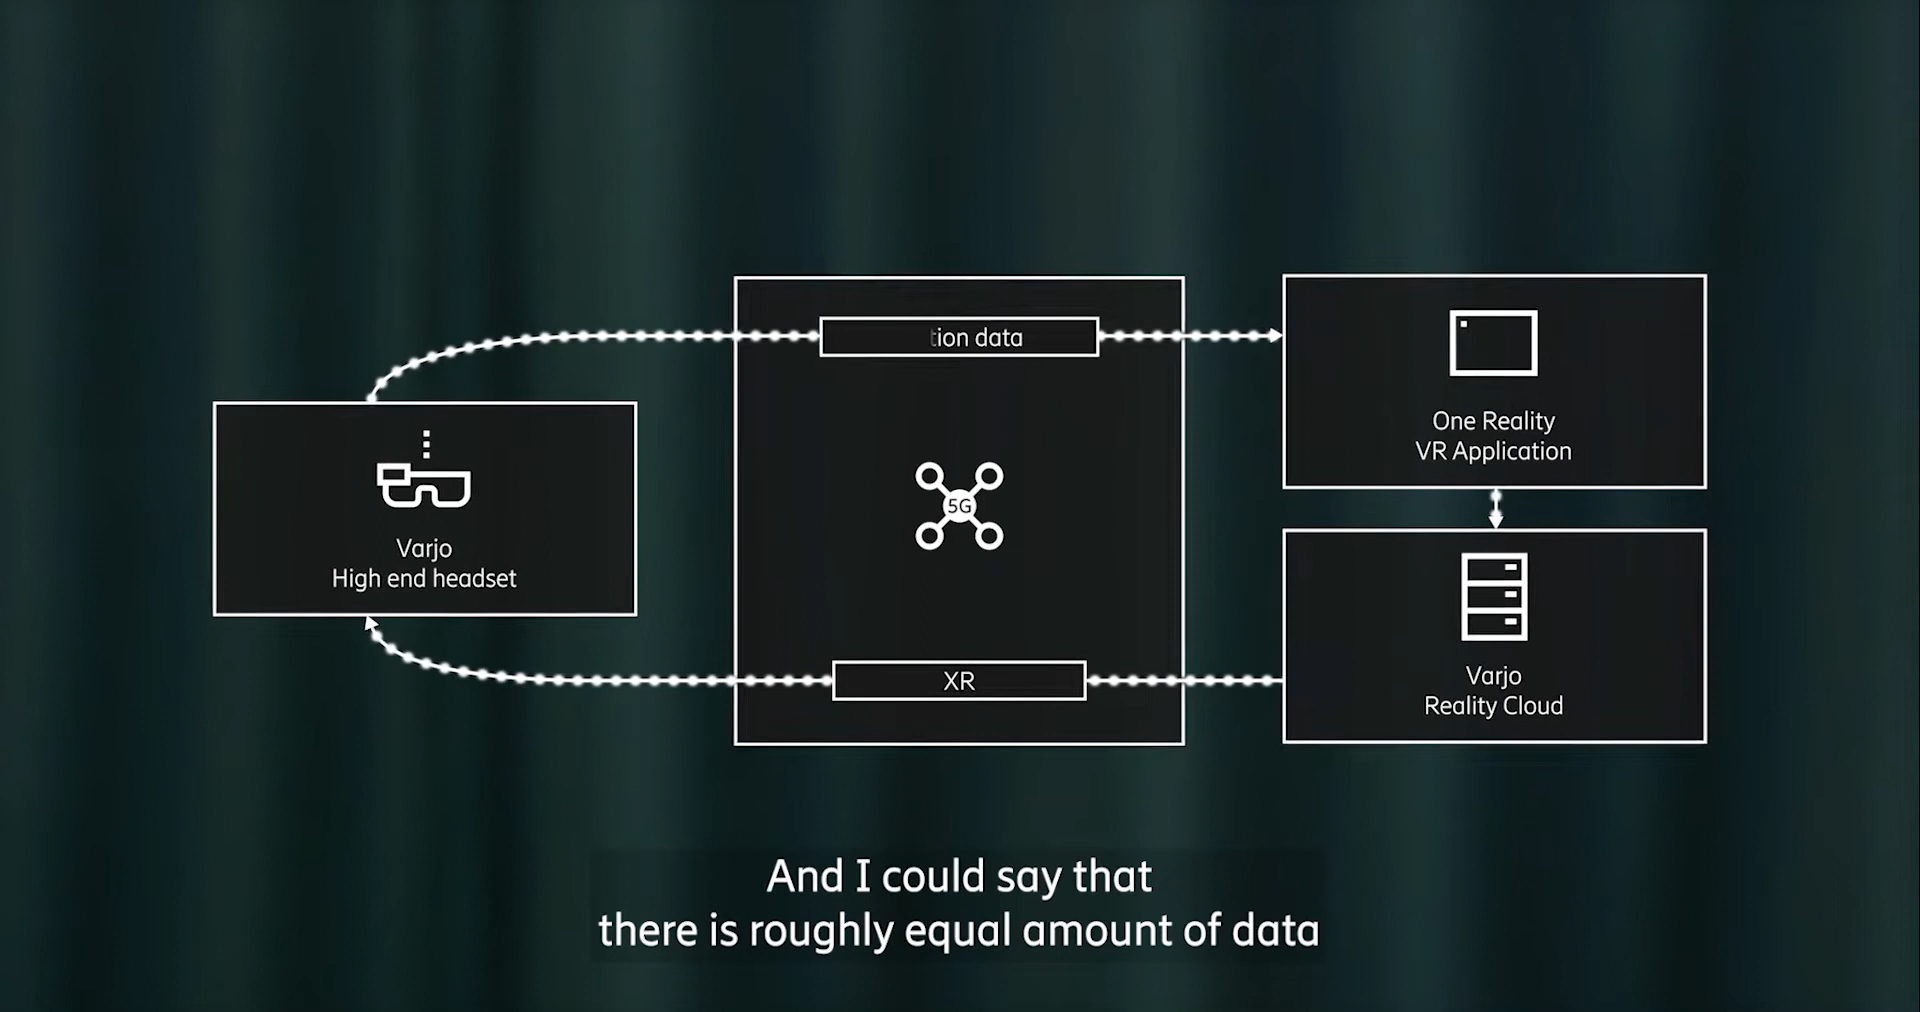 tion data
One Reality
VR Application
5G
Varjo
High end headset
XR
Varjo
Reality Cloud
And I could say that
there is roughly equal amount of data